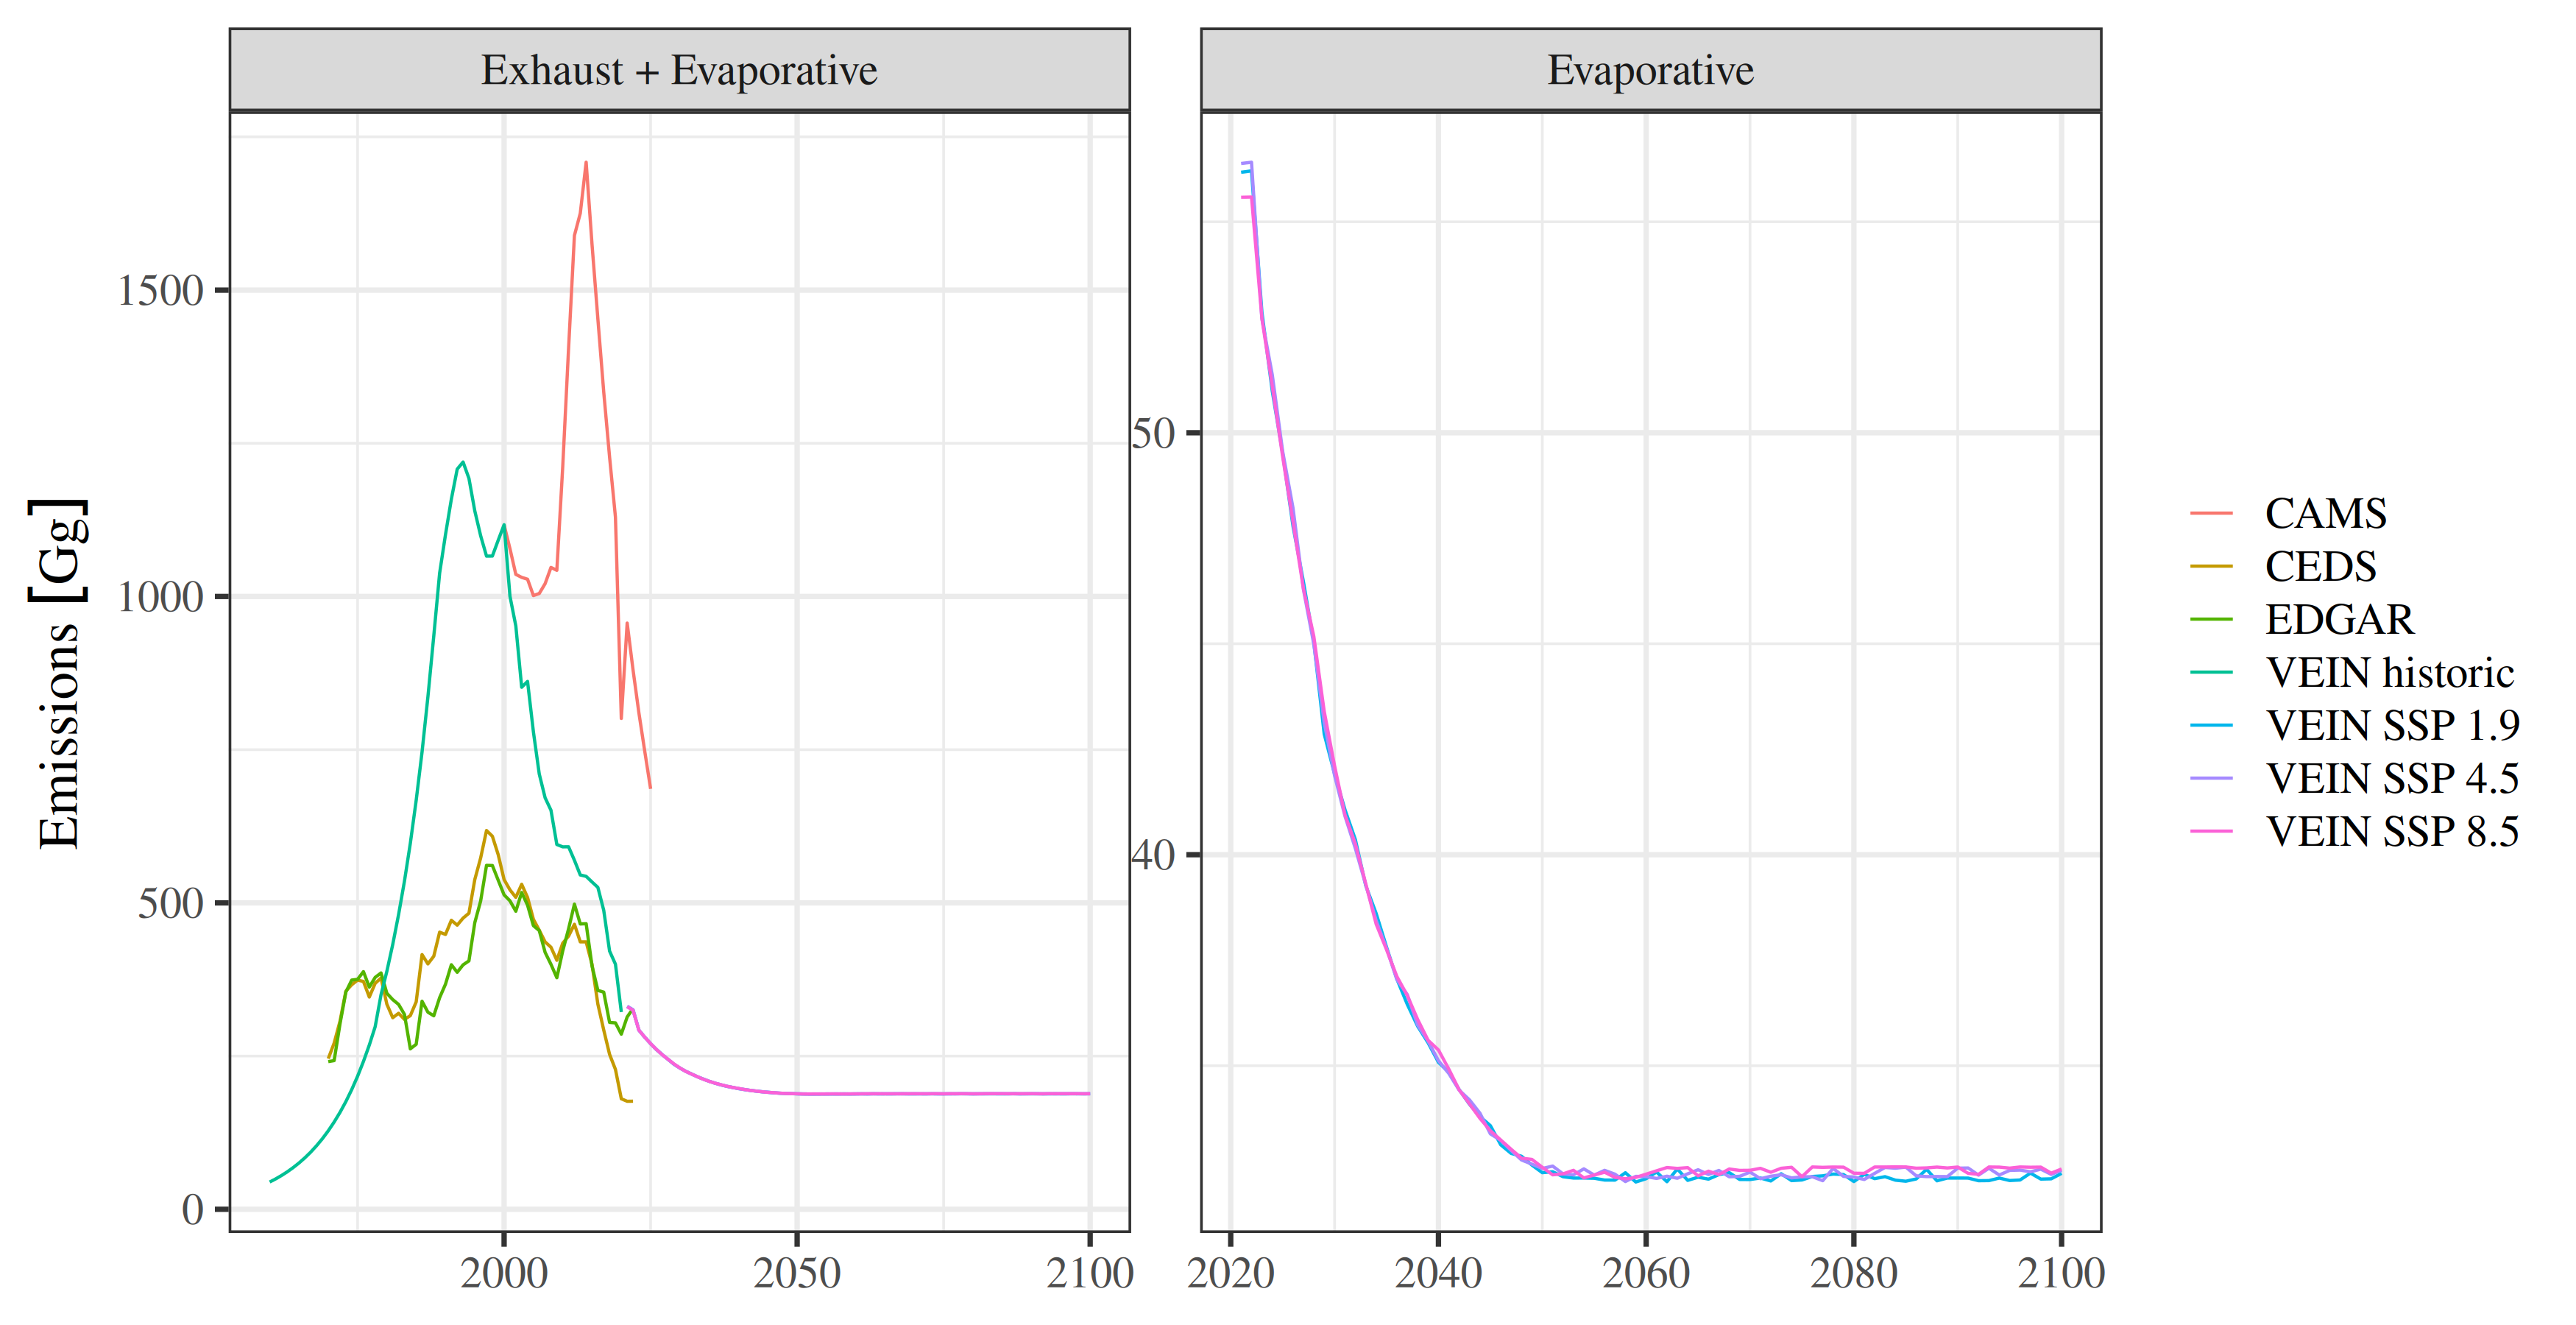 Exhaust + Evaporative
Evaporative
Emissions [Gg]
1500
1000
500
0
2000 2050 2100
50
40
2020 2040 2060 2080 2100
CAMS
CEDS
EDGAR
VEIN historic
VEIN SSP 1.9
VEIN SSP 4.5
VEIN SSP 8.5